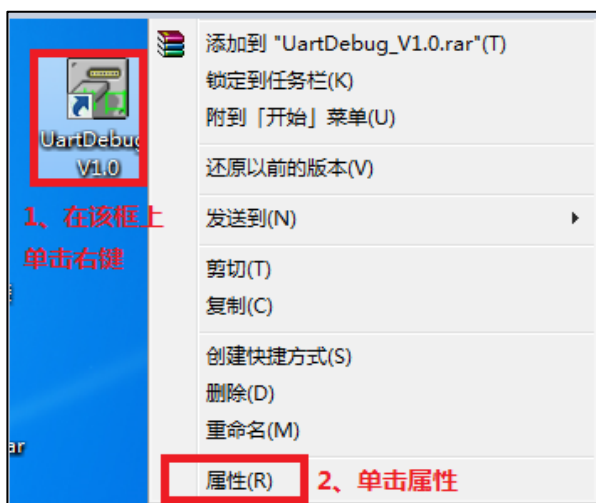 添加到 "UartDebug_V1.0.rar"(T)
锁定到任务栏(K)
附到「开始」菜单(U)
还原以前的版本(V)
发送到(N)
剪切(T)
复制(C)
创建快捷方式(S)
删除(D)
重命名(M)
属性(R)
UartDebug
V1.0
1、在该框上
单击右键
ar
2、单击属性